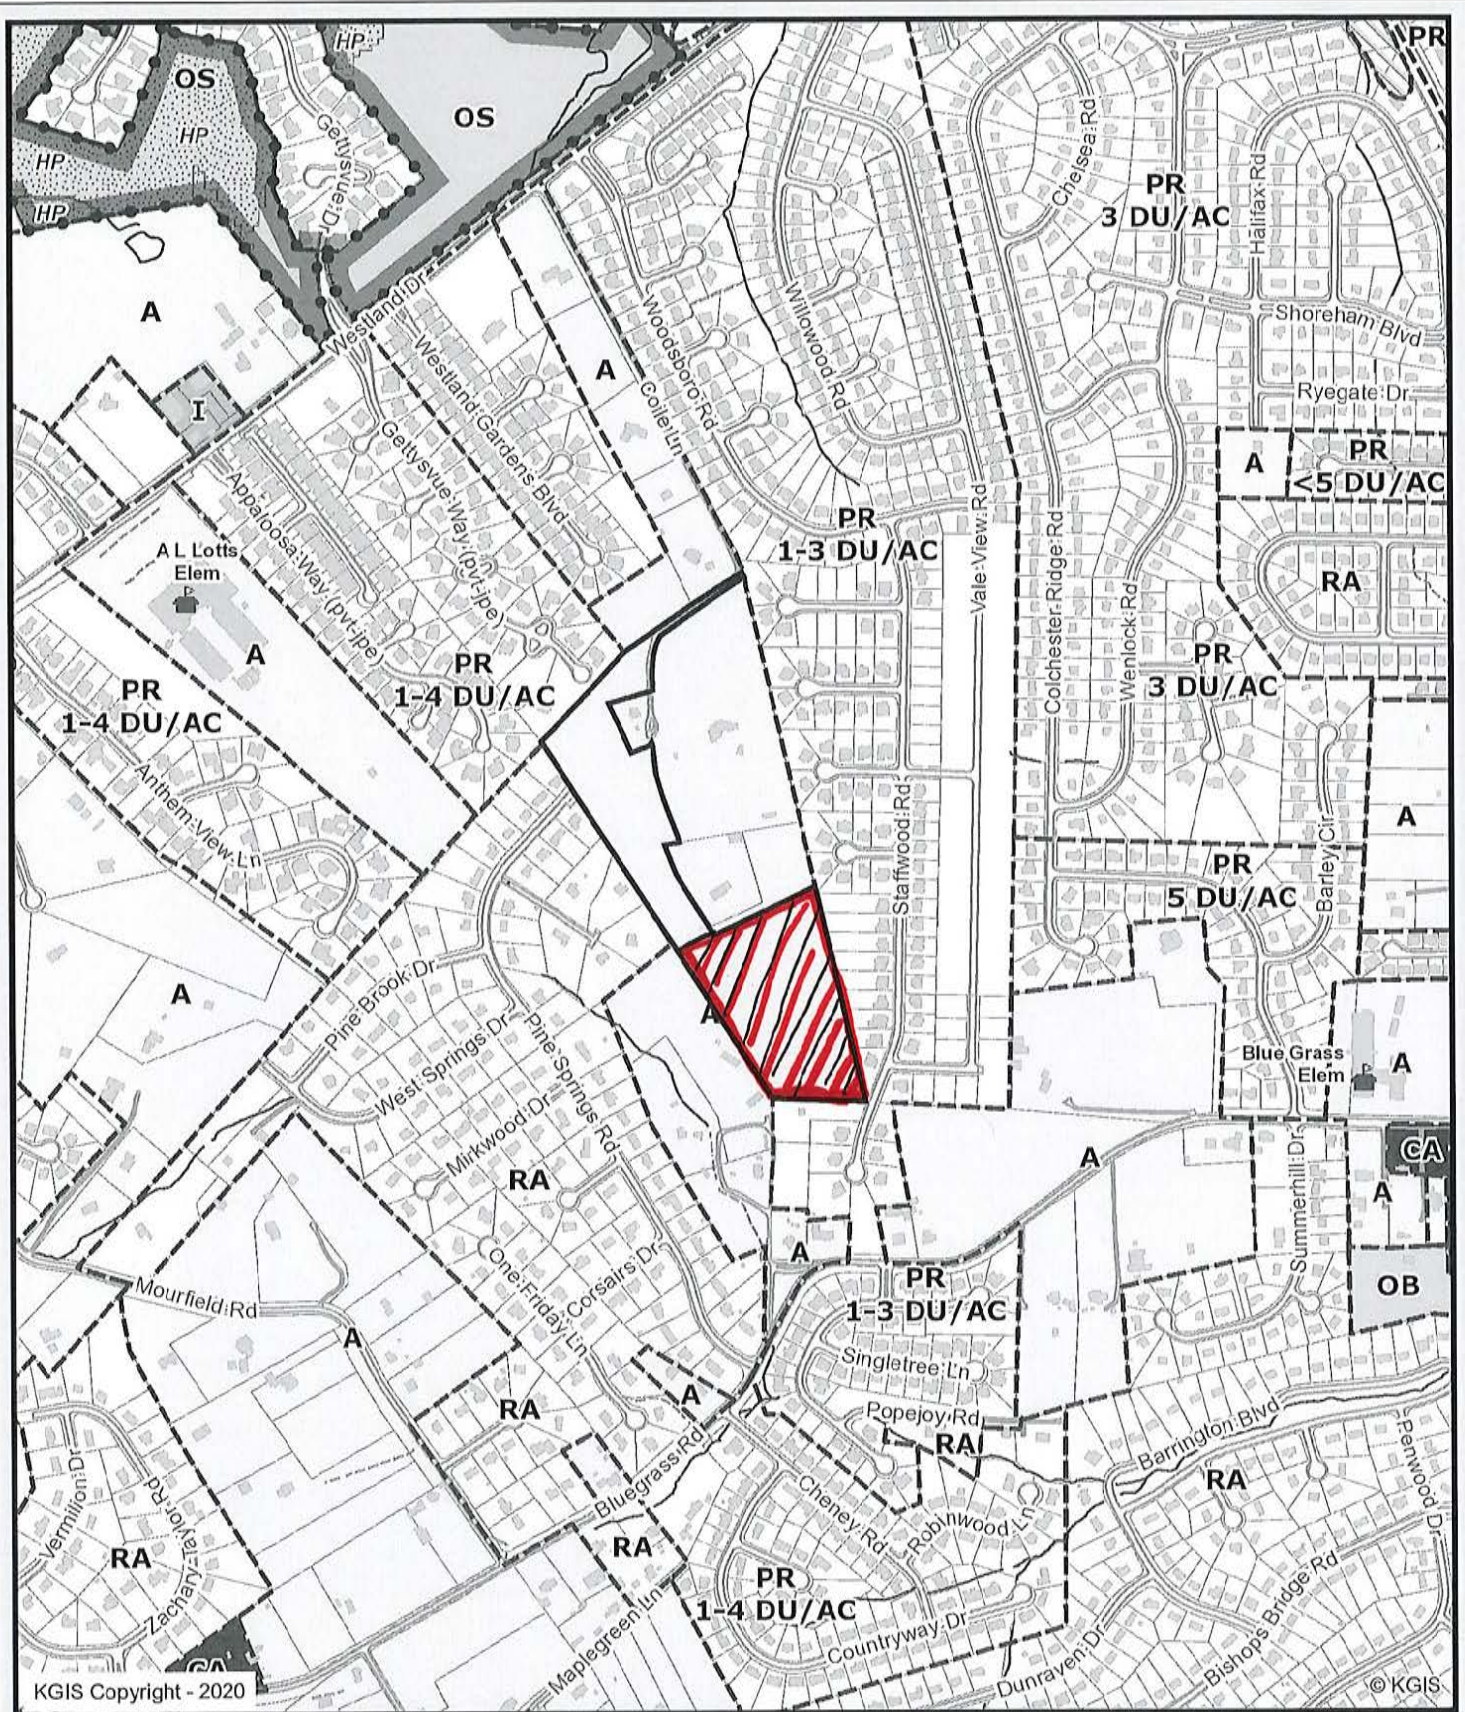 HP
PR
OS
OS
HP
HP
HP
Gettysvue Dr
Chelsea Rd
PR
3 DU/AC
Halifax Rd
A
Westland Dr
Willowood Rd
Shoreham Blvd
Woodsboro Rd
A
Coile Ln
Westland Gardens Blvd
Ryegate Dr
I
Gettysvue Way (pvt-jpe)
A
PR
<5 DU/AC
Appaloosa Way (pvt-jpe)
PR
1-3 DU/AC
Vale View Rd
Colchester Ridge Rd
A L Lotts
Elem
RA
A
Wenlock Rd
PR
1-4 DU/AC
PR
3 DU/AC
PR
1-4 DU/AC
Anthem View Ln
Staffwood Rd
A
Barley Cir
PR
5 DU/AC
A
Pine Brook Dr
A
West Springs Dr
Pine Springs Rd
Blue Grass
Elem
A
Mirkwood Dr
RA
A
CA
A
Summerhill Dr
One Friday Ln
Corsairs Dr
A
PR
1-3 DU/AC
OB
Mourfield Rd
A
Singletree Ln
A
RA
Popejoy Rd
RA
Barrington Blvd
Penwood Dr
RA
Vermilion Dr
Zachary Taylor Rd
Bluegrass Rd
Cheney Rd
Robinwood Ln
RA
RA
PR
1-4 DU/AC
Maplegreen Ln
Countryway Dr
Dunraven Dr
Bishops Bridge Rd
CA
KGIS Copyright - 2020
© KGIS